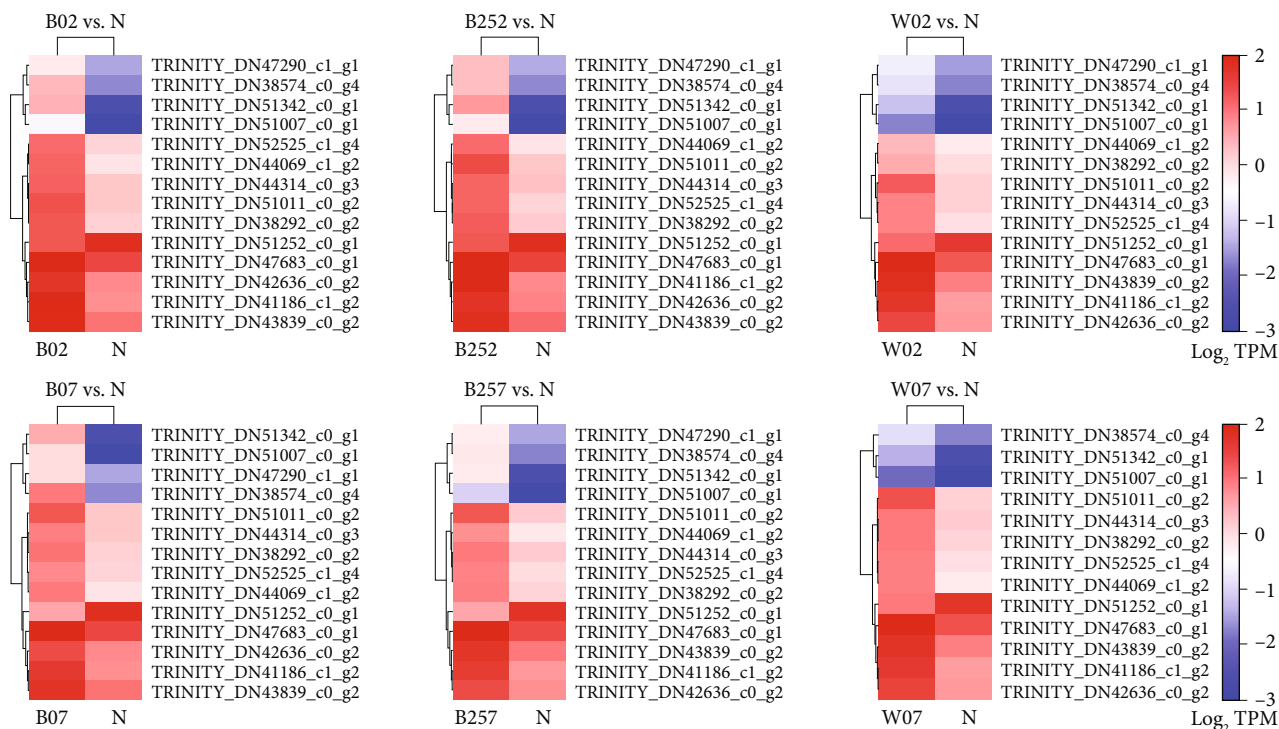 B02 vs. N
TRINITY_DN47290_c1_g1
TRINITY_DN38574_c0_g4
TRINITY_DN51342_c0_g1
TRINITY_DN51007_c0_g1
TRINITY_DN52525_c1_g4
TRINITY_DN44069_c1_g2
TRINITY_DN44314_c0_g3
TRINITY_DN51011_c0_g2
TRINITY_DN38292_c0_g2
TRINITY_DN51252_c0_g1
TRINITY_DN47683_c0_g1
TRINITY_DN42636_c0_g2
TRINITY_DN41186_c1_g2
TRINITY_DN43839_c0_g2
B02 N
B252 vs. N
TRINITY_DN47290_c1_g1
TRINITY_DN38574_c0_g4
TRINITY_DN51342_c0_g1
TRINITY_DN51007_c0_g1
TRINITY_DN44069_c1_g2
TRINITY_DN51011_c0_g2
TRINITY_DN44314_c0_g3
TRINITY_DN52525_c1_g4
TRINITY_DN38292_c0_g2
TRINITY_DN51252_c0_g1
TRINITY_DN47683_c0_g1
TRINITY_DN41186_c1_g2
TRINITY_DN42636_c0_g2
TRINITY_DN43839_c0_g2
B252 N
W02 vs. N
TRINITY_DN47290_c1_g1
TRINITY_DN38574_c0_g4
TRINITY_DN51342_c0_g1
TRINITY_DN51007_c0_g1
TRINITY_DN44069_c1_g2
TRINITY_DN38292_c0_g2
TRINITY_DN51011_c0_g2
TRINITY_DN44314_c0_g3
TRINITY_DN52525_c1_g4
TRINITY_DN51252_c0_g1
TRINITY_DN47683_c0_g1
TRINITY_DN43839_c0_g2
TRINITY_DN41186_c1_g2
TRINITY_DN42636_c0_g2
W02 N
2
1
0
−1
−2
−3
Log₂ TPM
B07 vs. N
TRINITY_DN51342_c0_g1
TRINITY_DN51007_c0_g1
TRINITY_DN47290_c1_g1
TRINITY_DN38574_c0_g4
TRINITY_DN51011_c0_g2
TRINITY_DN44314_c0_g3
TRINITY_DN38292_c0_g2
TRINITY_DN52525_c1_g4
TRINITY_DN44069_c1_g2
TRINITY_DN51252_c0_g1
TRINITY_DN47683_c0_g1
TRINITY_DN42636_c0_g2
TRINITY_DN41186_c1_g2
TRINITY_DN43839_c0_g2
B07 N
B257 vs. N
TRINITY_DN47290_c1_g1
TRINITY_DN38574_c0_g4
TRINITY_DN51342_c0_g1
TRINITY_DN51007_c0_g1
TRINITY_DN51011_c0_g2
TRINITY_DN44069_c1_g2
TRINITY_DN44314_c0_g3
TRINITY_DN52525_c1_g4
TRINITY_DN38292_c0_g2
TRINITY_DN51252_c0_g1
TRINITY_DN47683_c0_g1
TRINITY_DN43839_c0_g2
TRINITY_DN41186_c1_g2
TRINITY_DN42636_c0_g2
B257 N
W07 vs. N
TRINITY_DN38574_c0_g4
TRINITY_DN51342_c0_g1
TRINITY_DN51007_c0_g1
TRINITY_DN51011_c0_g2
TRINITY_DN44314_c0_g3
TRINITY_DN38292_c0_g2
TRINITY_DN52525_c1_g4
TRINITY_DN44069_c1_g2
TRINITY_DN51252_c0_g1
TRINITY_DN47683_c0_g1
TRINITY_DN43839_c0_g2
TRINITY_DN41186_c1_g2
TRINITY_DN42636_c0_g2
W07 N
2
1
0
−1
−2
−3
Log₂ TPM